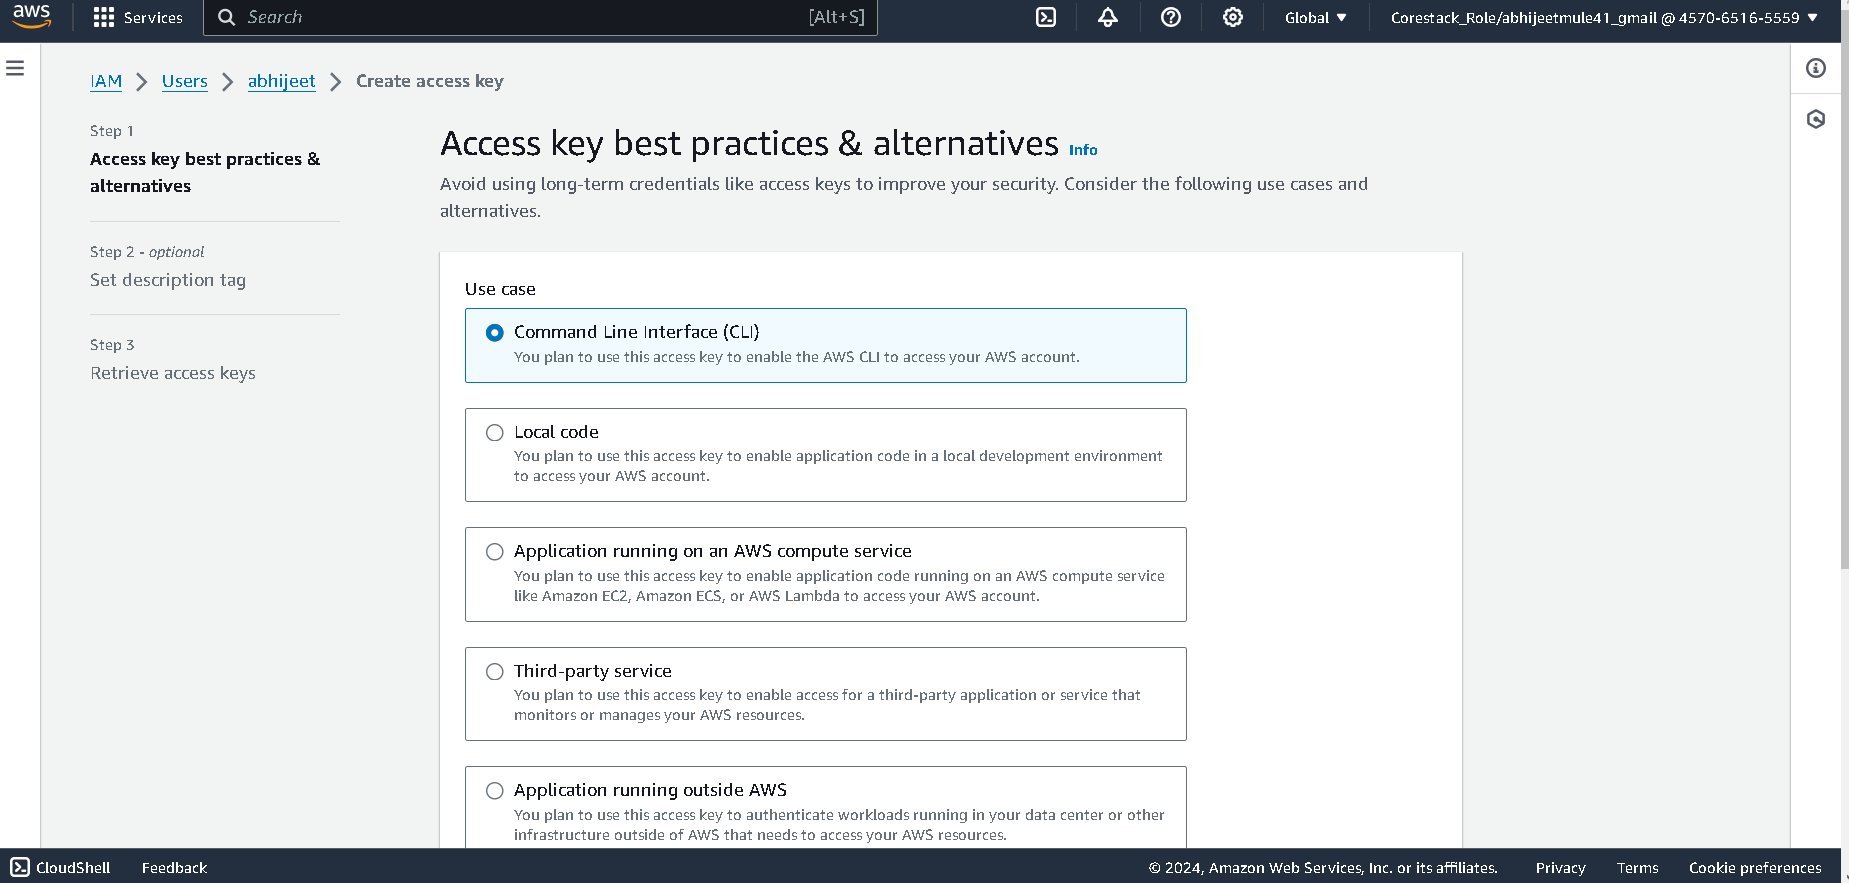 aws Services Search [Alt+S] Global Corestack_Role/abhijeetmule41_gmail @ 4570-6516-5559
IAM Users abhijeet Create access key
Step 1
Access key best practices &
alternatives
Step 2 - optional
Set description tag
Step 3
Retrieve access keys
Access key best practices & alternatives Info
Avoid using long-term credentials like access keys to improve your security. Consider the following use cases and
alternatives.
Use case
Command Line Interface (CLI)
You plan to use this access key to enable the AWS CLI to access your AWS account.
Local code
You plan to use this access key to enable application code in a local development environment
to access your AWS account.
Application running on an AWS compute service
You plan to use this access key to enable application code running on an AWS compute service
like Amazon EC2, Amazon ECS, or AWS Lambda to access your AWS account.
Third-party service
You plan to use this access key to enable access for a third-party application or service that
monitors or manages your AWS resources.
Application running outside AWS
You plan to use this access key to authenticate workloads running in your data center or other
infrastructure outside of AWS that needs to access your AWS resources.
CloudShell Feedback © 2024, Amazon Web Services, Inc. or its affiliates. Privacy Terms Cookie preferences